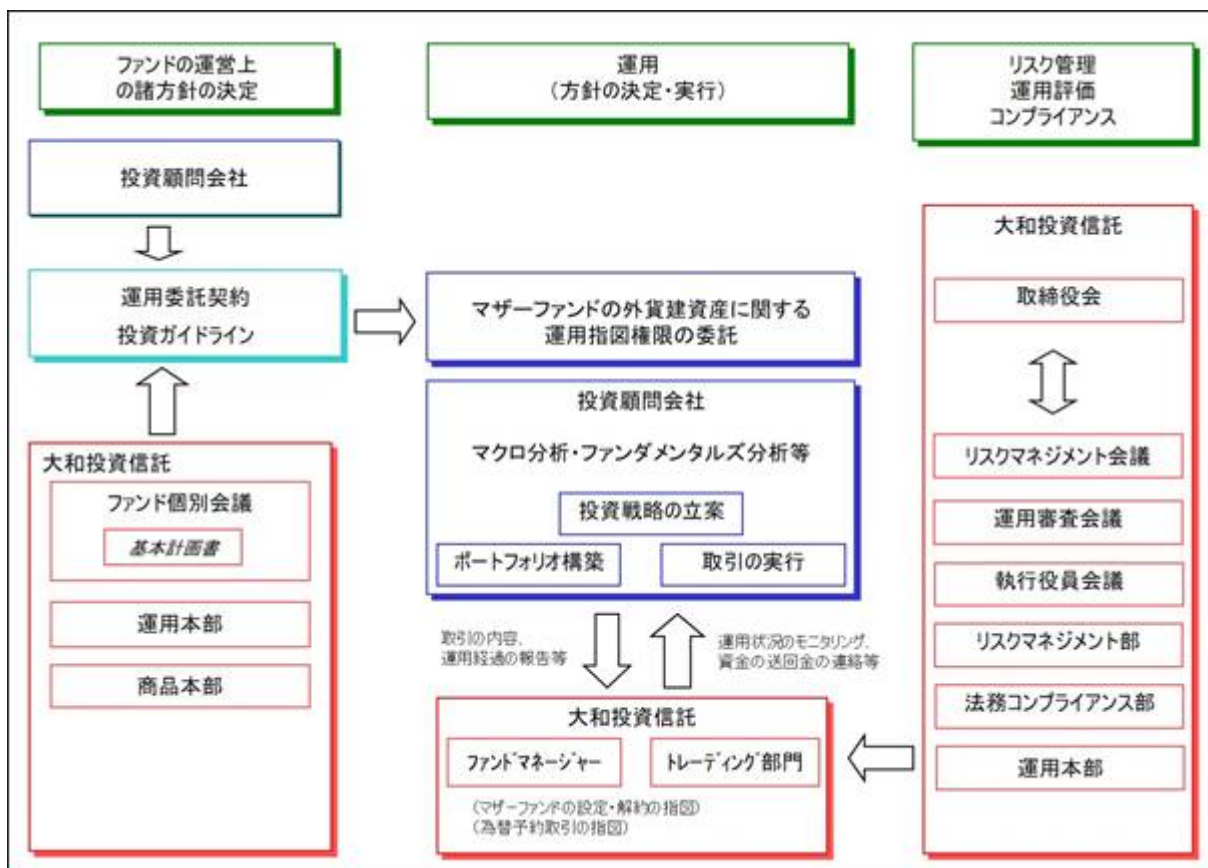 ファンドの運営上
の諸方針の決定
運用
(方針の決定・実行)
リスク管理
運用評価
コンプライアンス
投資顧問会社
運用委託契約
投資ガイドライン
大和投資信託
ファンド個別会議
基本計画書
運用本部
商品本部
マザーファンドの外貨建資産に関する
運用指図権限の委託
投資顧問会社
マクロ分析・ファンダメンタルズ分析等
投資戦略の立案
ポートフォリオ構築
取引の実行
取引の内容、
運用経過の報告等
運用状況のモニタリング、
資金の送回金の連絡等
大和投資信託
ファンドマネージャー
トレーディング部門
(マザーファンドの設定・解約の指図)
(為替予約取引の指図)
大和投資信託
取締役会
リスクマネジメント会議
運用審査会議
執行役員会議
リスクマネジメント部
法務コンプライアンス部
運用本部